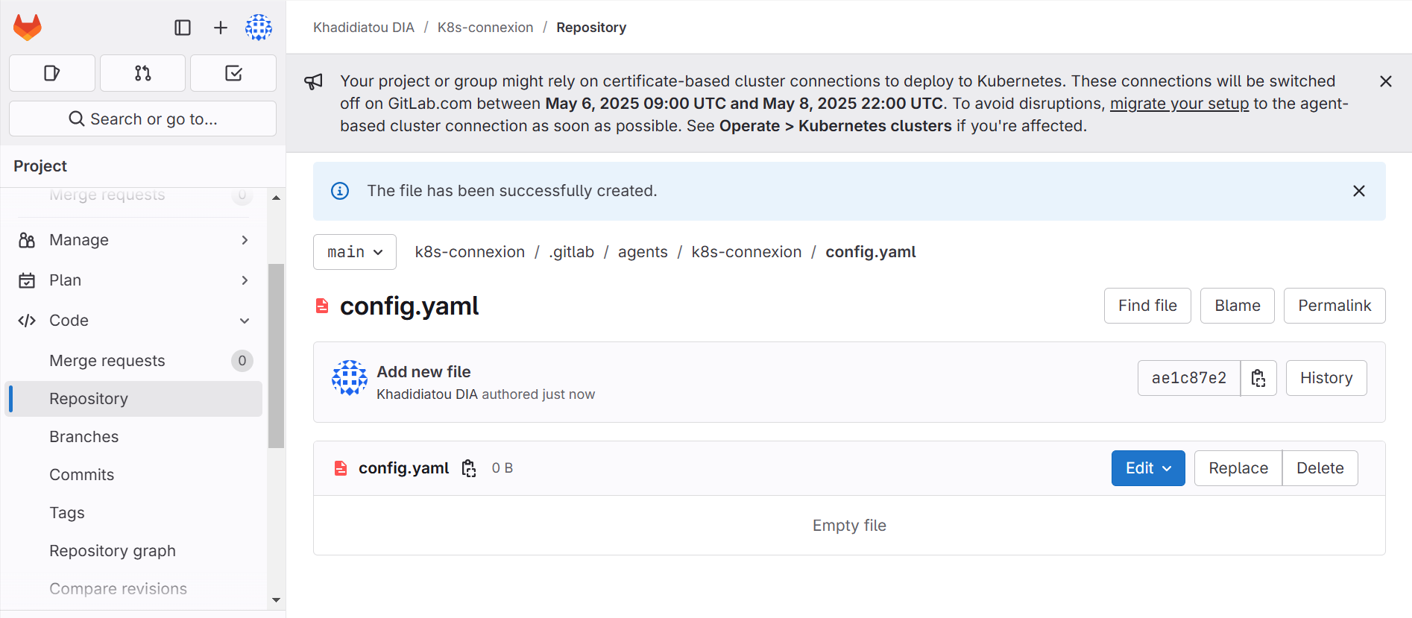 Khadidiatou DIA / K8s-connexion / Repository
Search or go to...
Project
Merge requests 0
Manage
Plan
Code
Merge requests 0
Repository
Branches
Commits
Tags
Repository graph
Compare revisions
Your project or group might rely on certificate-based cluster connections to deploy to Kubernetes. These connections will be switched
off on GitLab.com between May 6, 2025 09:00 UTC and May 8, 2025 22:00 UTC. To avoid disruptions, migrate your setup to the agent-
based cluster connection as soon as possible. See Operate > Kubernetes clusters if you're affected.
The file has been successfully created.
main k8s-connexion / .gitlab / agents / k8s-connexion / config.yaml
config.yaml Find file Blame Permalink
Add new file
Khadidiatou DIA authored just now
ae1c87e2 History
config.yaml 0 B Edit Replace Delete
Empty file